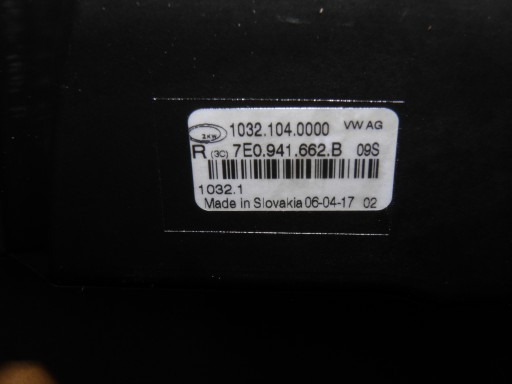 ZKW 1032.104.0000 VW AG
R (3C) 7E0.941.662.B 09S
1032.1
Made in Slovakia 06-04-17 02